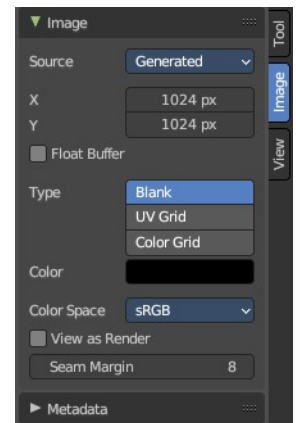 Image
Source Generated
X 1024 px
Y 1024 px
Float Buffer
Type Blank
UV Grid
Color Grid
Color
Color Space sRGB
View as Render
Seam Margin 8
Metadata
Tool
Image
View